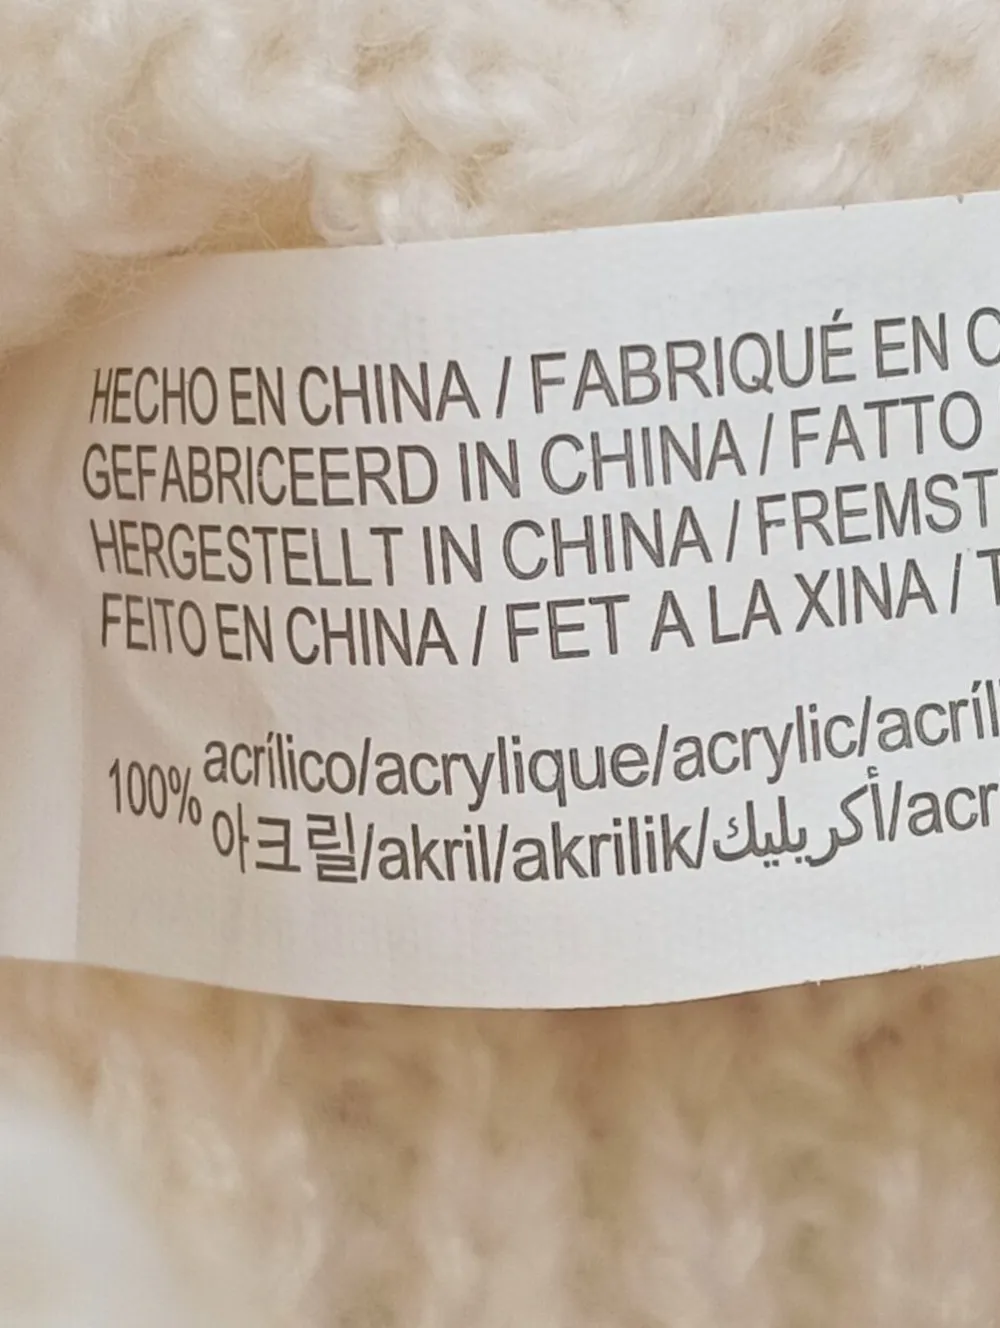 HECHO EN CHINA / FABRIQUÉ EN
GEFABRICEERD IN CHINA / FATTO
HERGESTELLT IN CHINA / FREMST
FEITO EN CHINA / FET A LA XINA /
100% acrílico/acrylique/acrylic/acríl
아크릴/akril/akrilik/أكريليك/acr